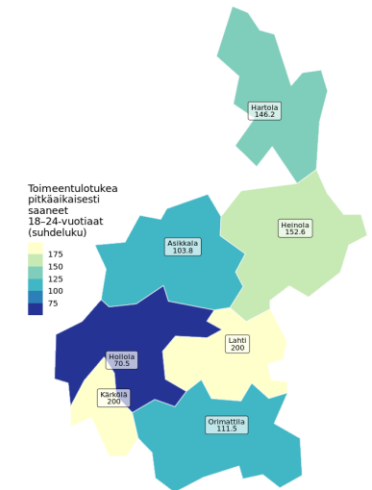 Hartola
146.2
Toimeentulotukea
pitkäaikaisesti
saaneet
18–24-vuotiaat
(suhdeluku)
175
150
125
100
75
Heinola
152.6
Asikkala
103.8
Lahti
200
Hollola
70.5
Kärkölä
200
Orimattila
111.5